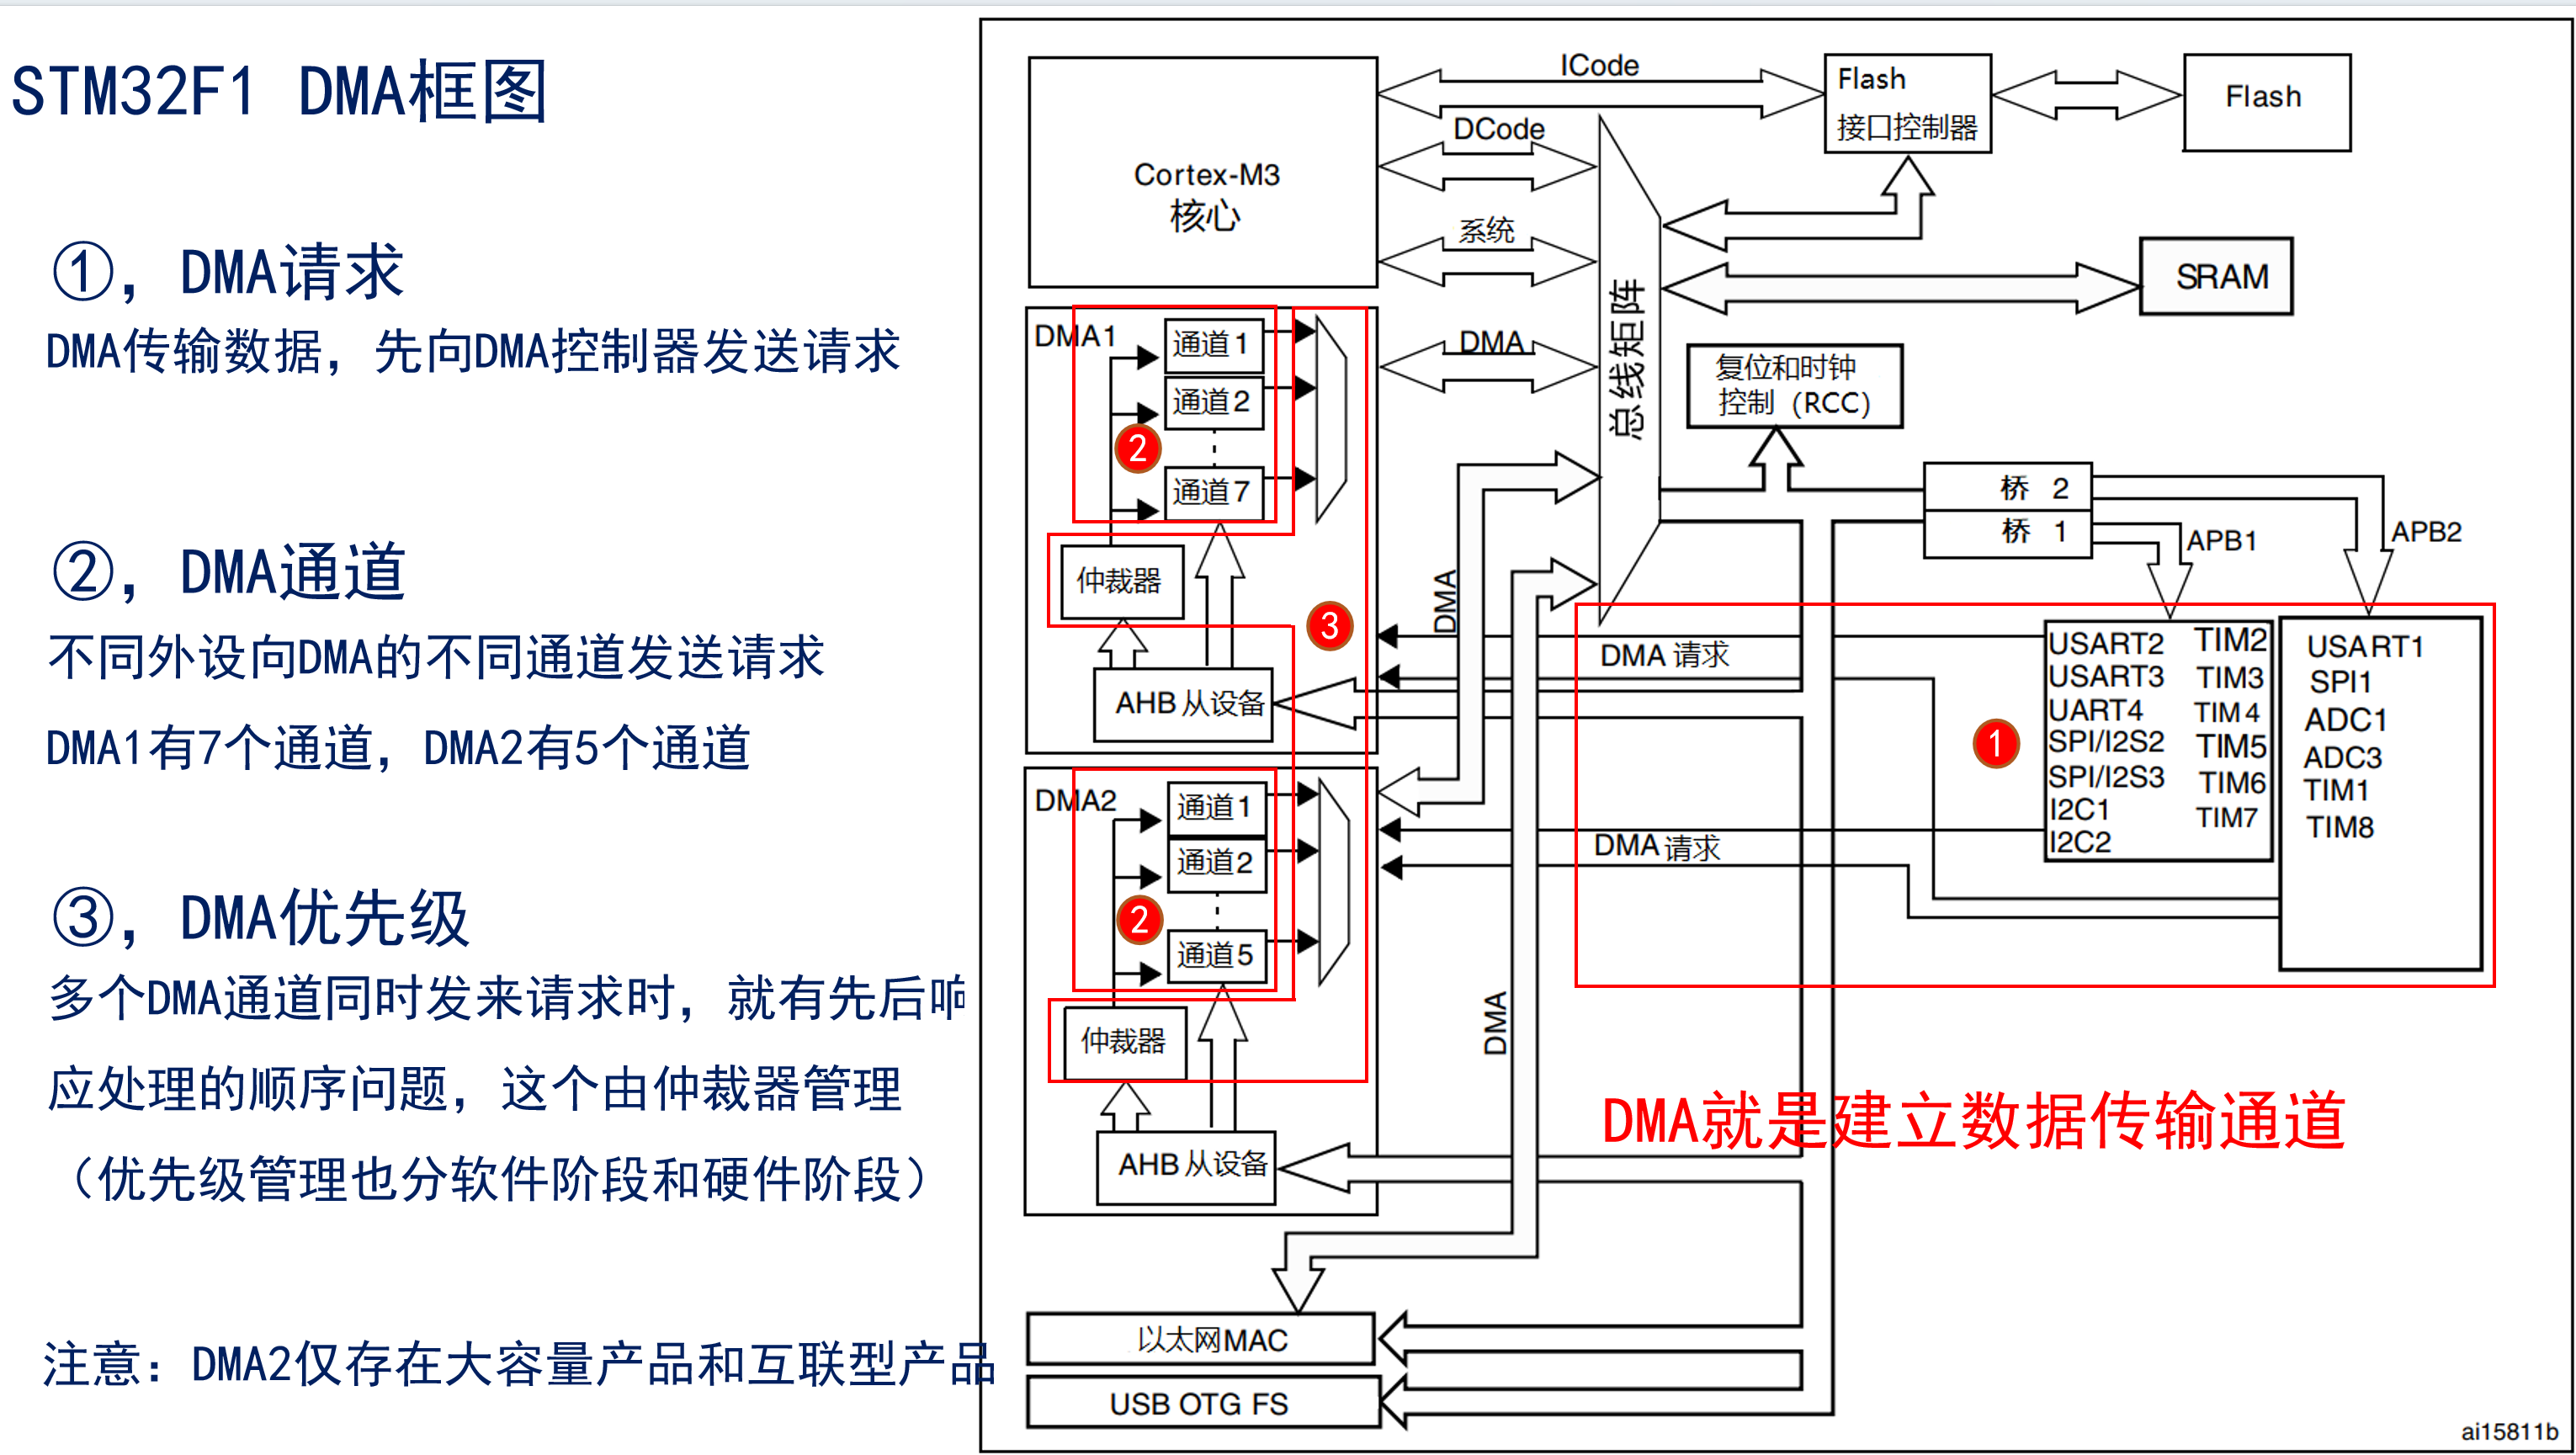 STM32F1 DMA框图
①，DMA请求
DMA传输数据，先向DMA控制器发送请求
②，DMA通道
不同外设向DMA的不同通道发送请求
DMA1有7个通道，DMA2有5个通道
③，DMA优先级
多个DMA通道同时发来请求时，就有先后响
应处理的顺序问题，这个由仲裁器管理
（优先级管理也分软件阶段和硬件阶段）
注意：DMA2仅存在大容量产品和互联型产品
Cortex-M3
核心
ICode
DCode
系统
DMA
总线矩阵
Flash
接口控制器
Flash
SRAM
复位和时钟
控制（RCC）
桥 2
桥 1
APB1
APB2
DMA1
通道1
通道2
2
通道7
仲裁器
3
AHB从设备
DMA2
通道1
通道2
2
通道5
仲裁器
AHB从设备
DMA
DMA
DMA请求
DMA请求
1
USART2
USART3
UART4
SPI/I2S2
SPI/I2S3
I2C1
I2C2
TIM2
TIM3
TIM4
TIM5
TIM6
TIM7
USART1
SPI1
ADC1
ADC3
TIM1
TIM8
DMA就是建立数据传输通道
以太网MAC
USB OTG FS
ai15811b